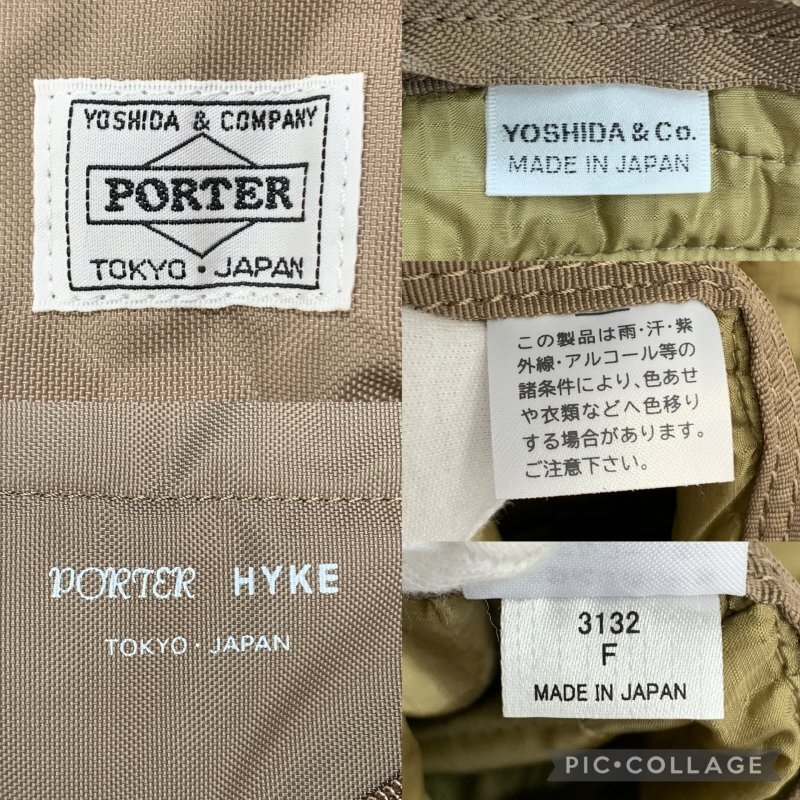 YOSHIDA & COMPANY
PORTER
TOKYO・JAPAN
PORTER HYKE
TOKYO・JAPAN
YOSHIDA & Co.
MADE IN JAPAN
この製品は雨・汗・紫
外線・アルコール等の
諸条件により、色あせ
や衣類などへ色移り
する場合があります。
ご注意下さい。
3132
F
MADE IN JAPAN
PIC•COLLAGE